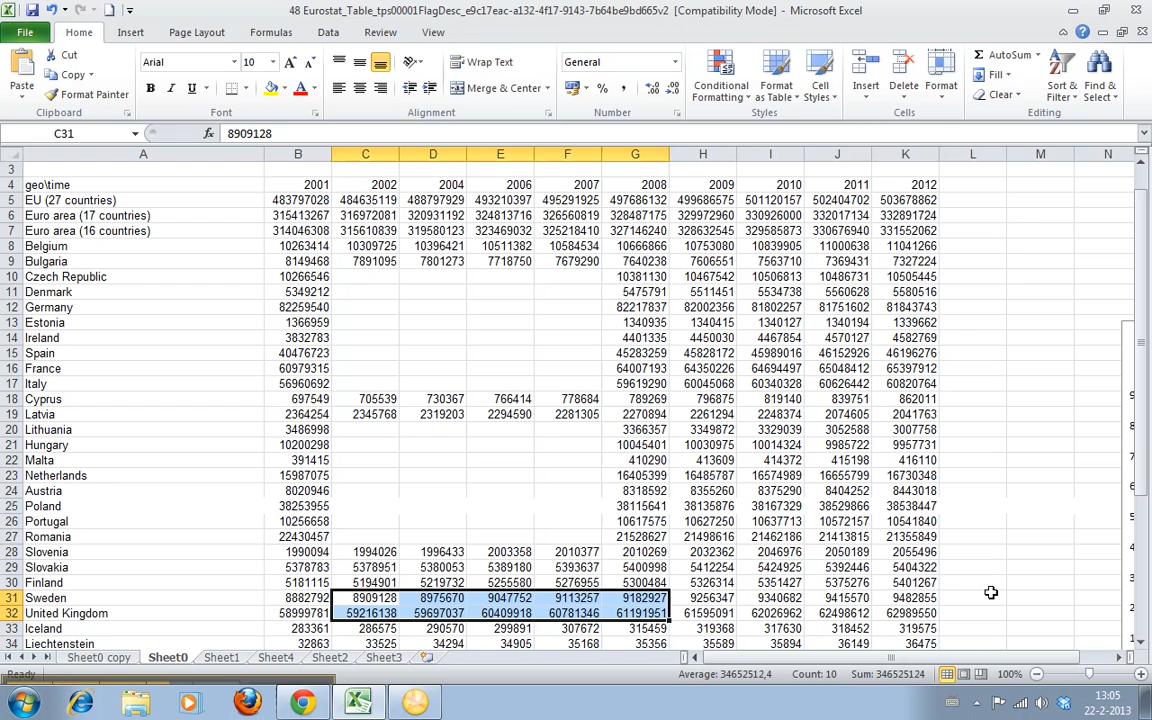 48 Eurostat_Table_tps00001FlagDesc_e9c17eac-a132-4f17-9143-7b64be9bd665v2 [Compatibility Mode] - Microsoft Excel
File Home Insert Page Layout Formulas Data Review View
Paste Cut Copy Format Painter Arial 10 Wrap Text Merge & Center General Conditional Formatting Format as Table Cell Styles Insert Delete Format AutoSum Fill Clear Sort & Filter Find & Select
Clipboard Font Alignment Number Styles Cells Editing
C31 fx 8909128
A B C D E F G H I J K L M N
3
4 geo\time 2001 2002 2004 2006 2007 2008 2009 2010 2011 2012
5 EU (27 countries) 483797028 484635119 488797929 493210397 495291925 497686132 499686575 501120157 502404702 503678862
6 Euro area (17 countries) 315413267 316972081 320931192 324813716 326560819 328487175 329972960 330926000 332017134 332891724
7 Euro area (16 countries) 314046308 315610839 319580123 323469032 325218410 327146240 328632545 329585873 330676940 331552062
8 Belgium 10263414 10309725 10396421 10511382 10584534 10666866 10753080 10839905 11000638 11041266
9 Bulgaria 8149468 7891095 7801273 7718750 7679290 7640238 7606551 7563710 7369431 7327224
10 Czech Republic 10266546 10381130 10467542 10506813 10486731 10505445
11 Denmark 5349212 5475791 5511451 5534738 5560628 5580516
12 Germany 82259540 82217837 82002356 81802257 81751602 81843743
13 Estonia 1366959 1340935 1340415 1340127 1340194 1339662
14 Ireland 3832783 4401335 4450030 4467854 4570127 4582769
15 Spain 40476723 45283259 45828172 45989016 46152926 46196276
16 France 60979315 64007193 64350226 64694497 65048412 65397912
17 Italy 56960692 59619290 60045068 60340328 60626442 60820764
18 Cyprus 697549 705539 730367 766414 778684 789269 796875 819140 839751 862011
19 Latvia 2364254 2345768 2319203 2294590 2281305 2270894 2261294 2248374 2074605 2041763
20 Lithuania 3486998 3366357 3349872 3329039 3052588 3007758
21 Hungary 10200298 10045401 10030975 10014324 9985722 9957731
22 Malta 391415 410290 413609 414372 415198 416110
23 Netherlands 15987075 16405399 16485787 16574989 16655799 16730348
24 Austria 8020946 8318592 8355260 8375290 8404252 8443018
25 Poland 38253955 38115641 38135876 38167329 38529866 38538447
26 Portugal 10256658 10617575 10627250 10637713 10572157 10541840
27 Romania 22430457 21528627 21498616 21462186 21413815 21355849
28 Slovenia 1990094 1994026 1996433 2003358 2010377 2010269 2032362 2046976 2050189 2055496
29 Slovakia 5378783 5378951 5380053 5389180 5393637 5400998 5412254 5424925 5392446 5404322
30 Finland 5181115 5194901 5219732 5255580 5276955 5300484 5326314 5351427 5375276 5401267
31 Sweden 8882792 8909128 8975670 9047752 9113257 9182927 9256347 9340682 9415570 9482855
32 United Kingdom 58999781 59216138 59697037 60409918 60781346 61191951 61595091 62026962 62498612 62989550
33 Iceland 283361 286575 290570 299891 307672 315459 319368 317630 318452 319575
34 Liechtenstein 32863 33525 34294 34905 35168 35356 35589 35894 36149 36475
Sheet0 copy Sheet0 Sheet1 Sheet4 Sheet2 Sheet3
Ready Average: 34652512,4 Count: 10 Sum: 346525124 100%
13:05
22-2-2013